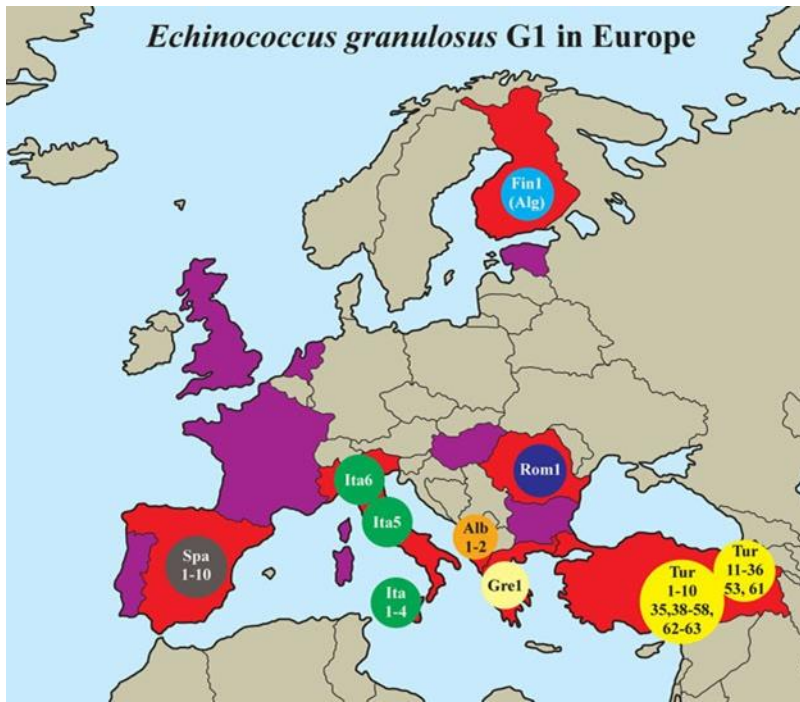 Echinococcus granulosus G1 in Europe
Fin1
(Alg)
Rom1
Ita6
Ita5
Alb
1-2
Spa
1-10
Ita
1-4
Gre1
Tur
11-36
53, 61
Tur
1-10
35,38-58,
62-63